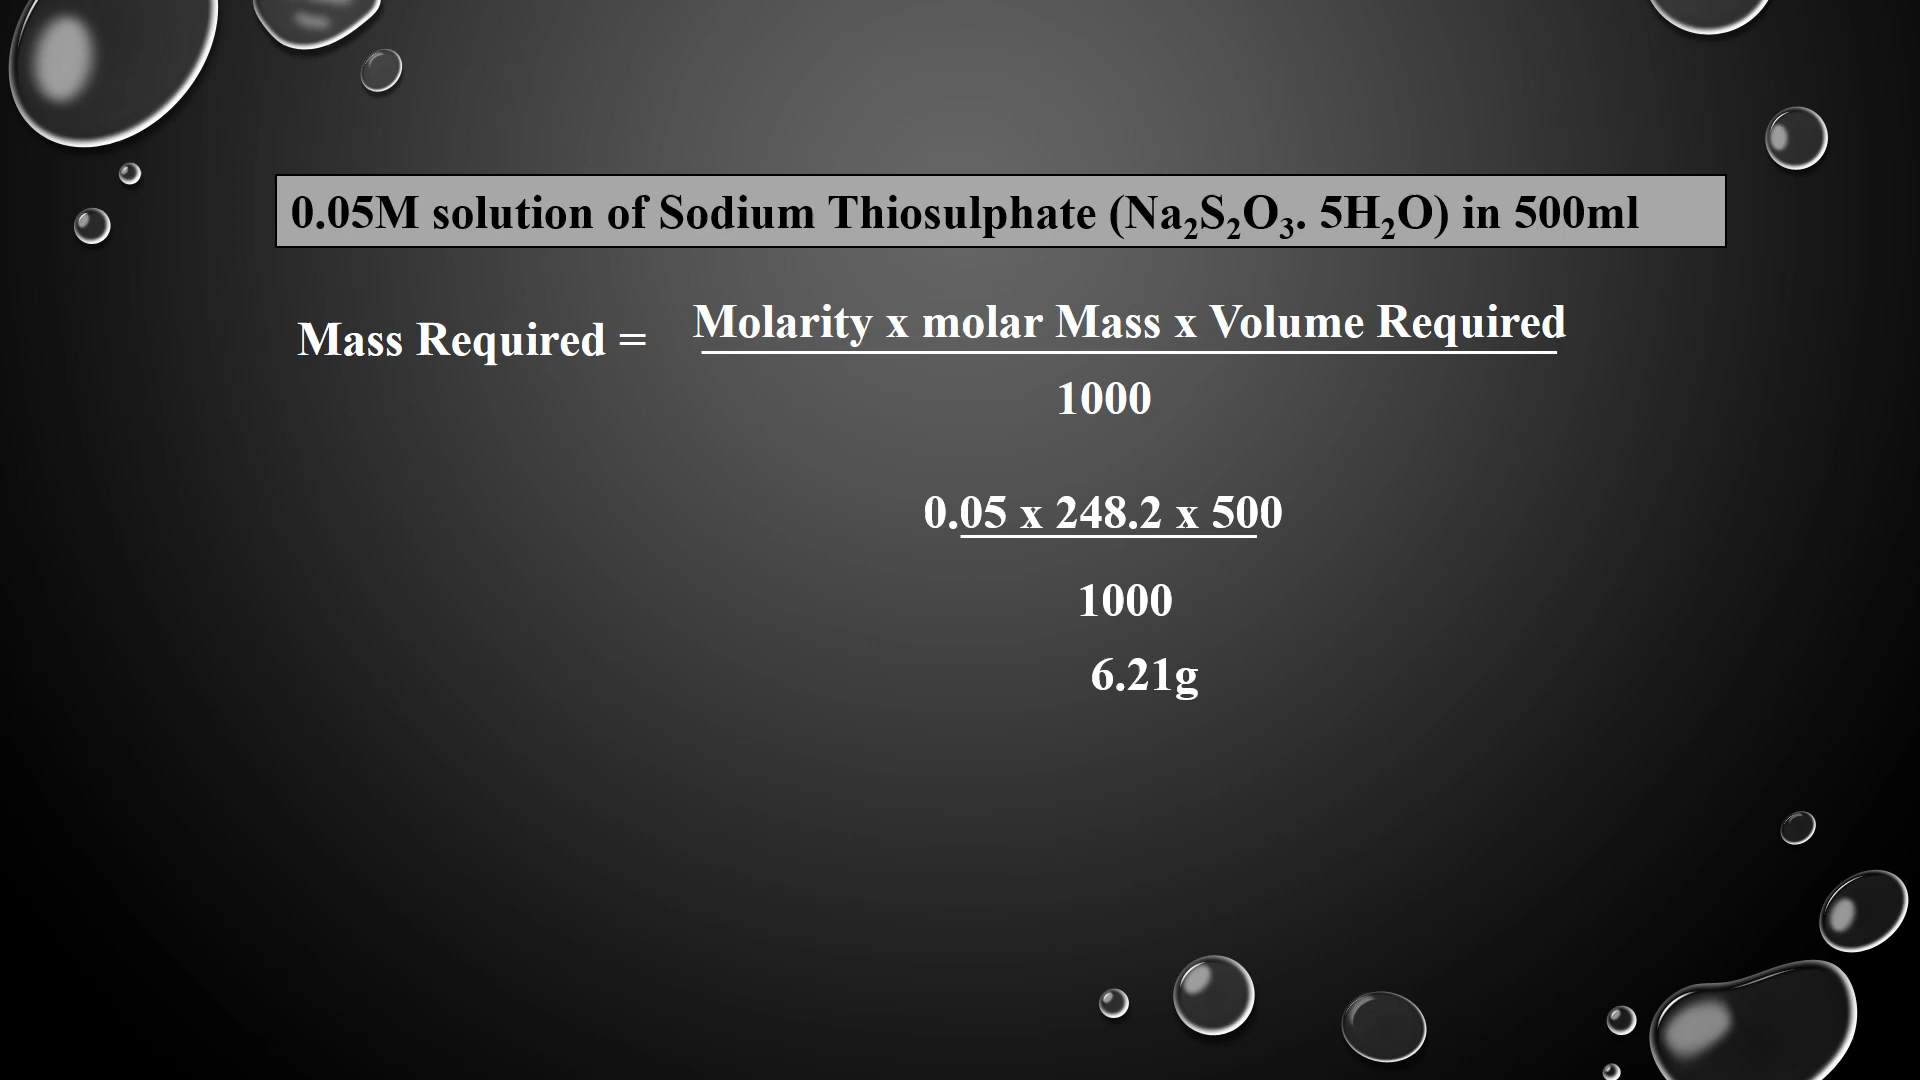 0.05M solution of Sodium Thiosulphate (Na₂S₂O₃. 5H₂O) in 500ml
Mass Required = Molarity x molar Mass x Volume Required
1000
0.05 x 248.2 x 500
1000
6.21g